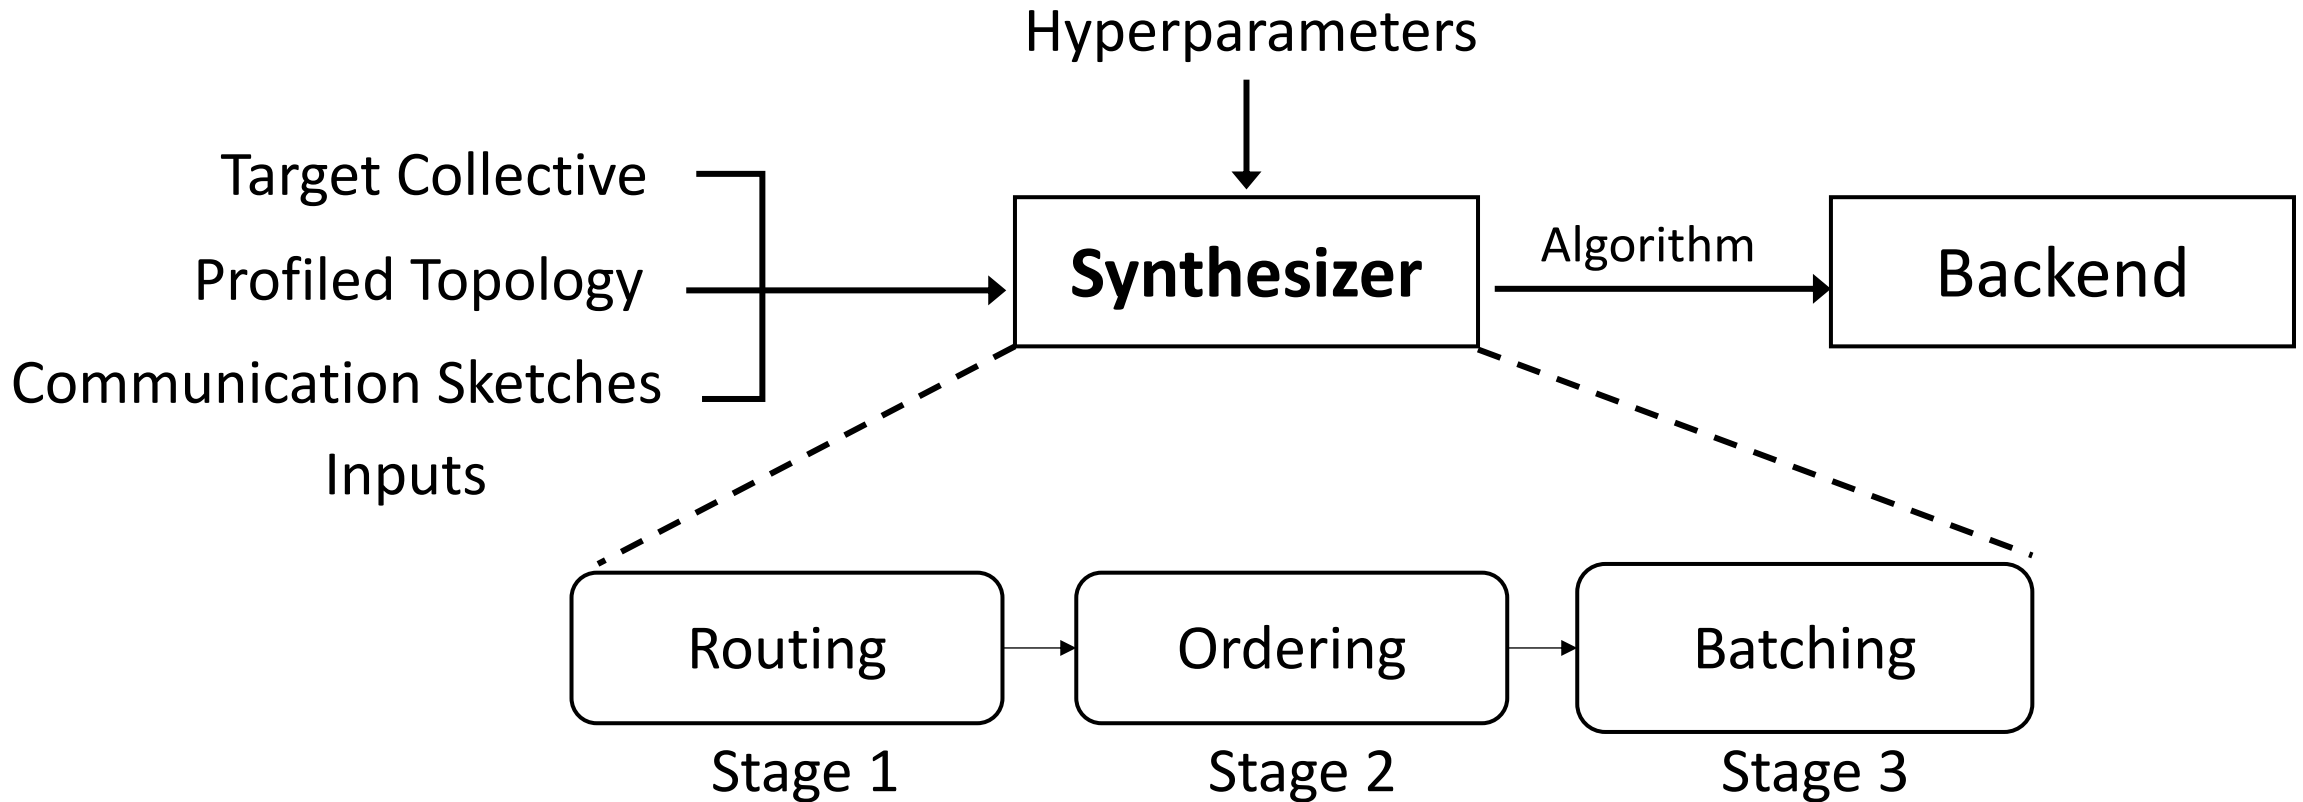 Hyperparameters
Target Collective
Profiled Topology
Communication Sketches
Inputs
Synthesizer
Algorithm
Backend
Routing
Ordering
Batching
Stage 1
Stage 2
Stage 3